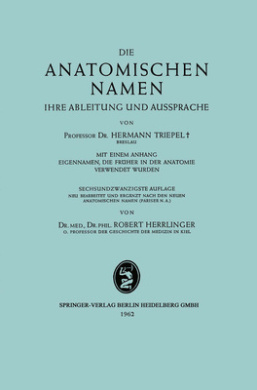 DIE
ANATOMISCHEN
NAMEN
IHRE ABLEITUNG UND AUSSPRACHE
VON
PROFESSOR DR. HERMANN TRIEPEL †
BRESLAU
MIT EINEM ANHANG
EIGENNAMEN, DIE FRÜHER IN DER ANATOMIE
VERWENDET WURDEN
SECHSUNDZWANZIGSTE AUFLAGE
NEU BEARBEITET UND ERGÄNZT NACH DEN NEUEN
ANATOMISCHEN NAMEN (PARISER N. A.)
VON
DR. MED., DR. PHIL. ROBERT HERRLINGER
O. PROFESSOR DER GESCHICHTE DER MEDIZIN IN KIEL
SPRINGER-VERLAG BERLIN HEIDELBERG GMBH
1962